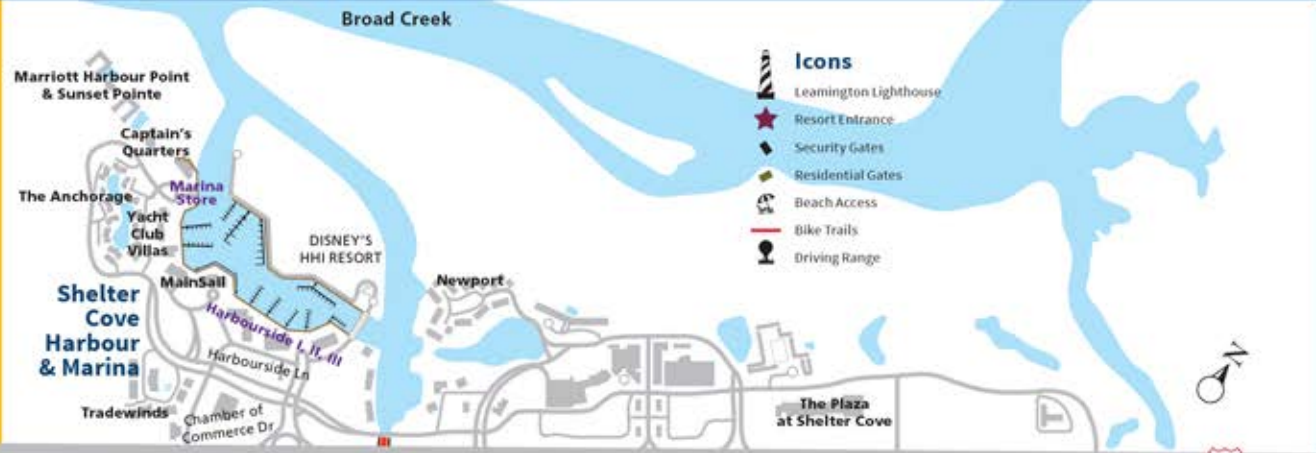 Broad Creek
Marriott Harbour Point
& Sunset Pointe
Captain's
Quarters
Marina
Store
The Anchorage
Yacht
Club
Villas
DISNEY'S
HHI RESORT
MainSail
Newport
Shelter
Cove
Harbour
& Marina
Harbourside I, II, III
Harbourside Ln
Tradewinds
Chamber of
Commerce Dr
The Plaza
at Shelter Cove
Icons
Leamington Lighthouse
Resort Entrance
Security Gates
Residential Gates
Beach Access
Bike Trails
Driving Range
N